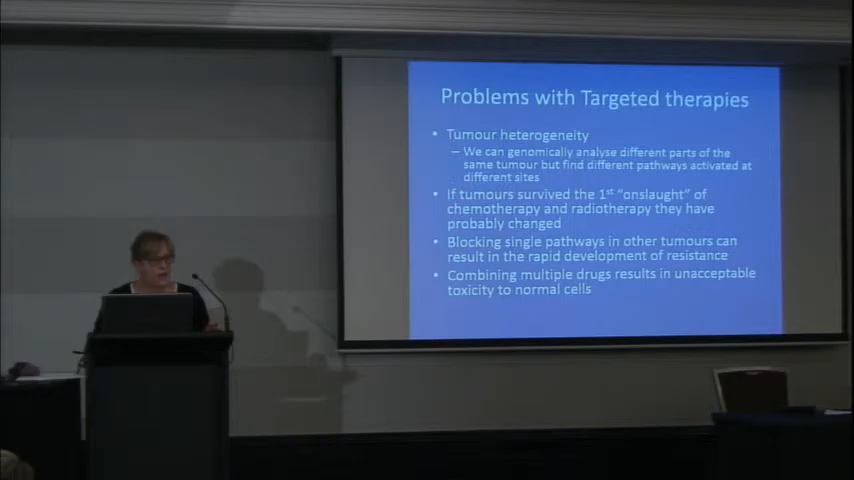 Problems with Targeted therapies
• Tumour heterogeneity
– We can genomically analyse different parts of the
same tumour but find different pathways activated at
different sites
• If tumours survived the 1st "onslaught" of
chemotherapy and radiotherapy they have
probably changed
• Blocking single pathways in other tumours can
result in the rapid development of resistance
• Combining multiple drugs results in unacceptable
toxicity to normal cells